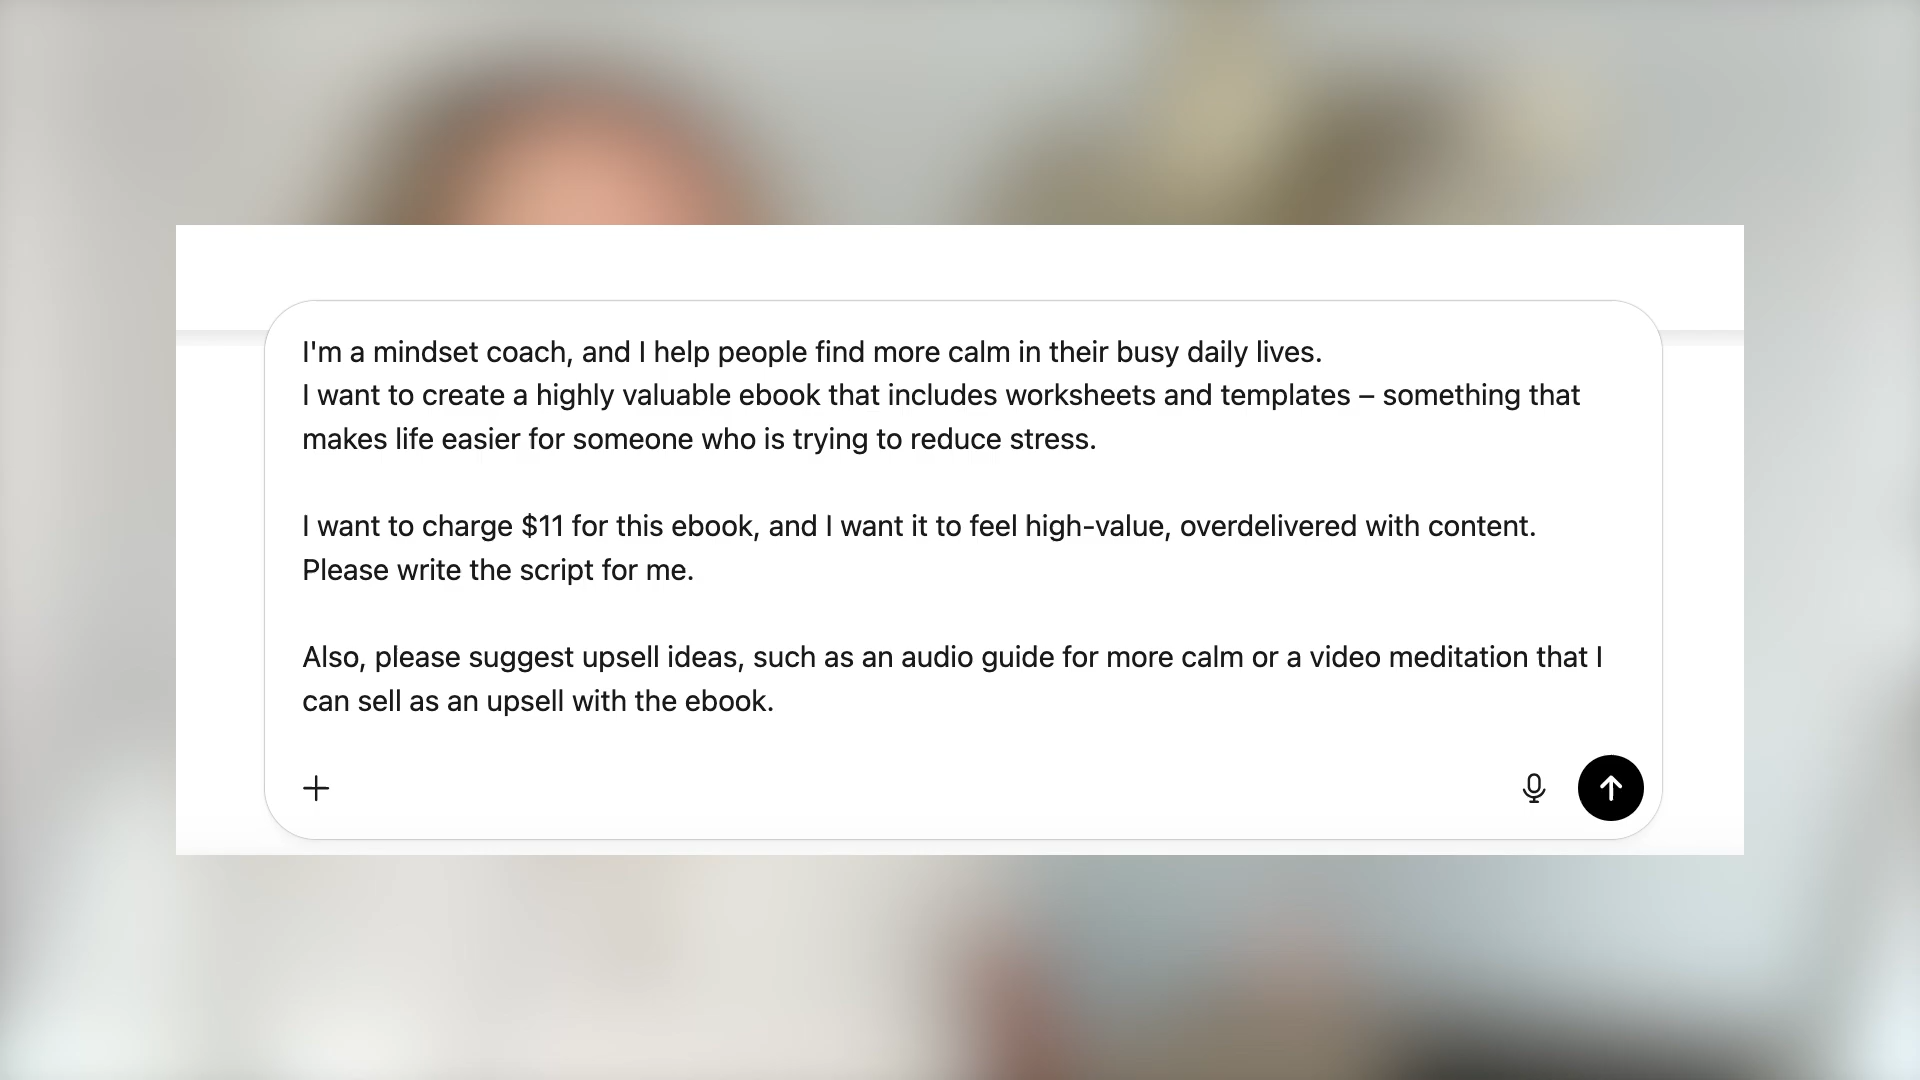 I'm a mindset coach, and I help people find more calm in their busy daily lives.
I want to create a highly valuable ebook that includes worksheets and templates – something that
makes life easier for someone who is trying to reduce stress.
I want to charge $11 for this ebook, and I want it to feel high-value, overdelivered with content.
Please write the script for me.
Also, please suggest upsell ideas, such as an audio guide for more calm or a video meditation that I
can sell as an upsell with the ebook.